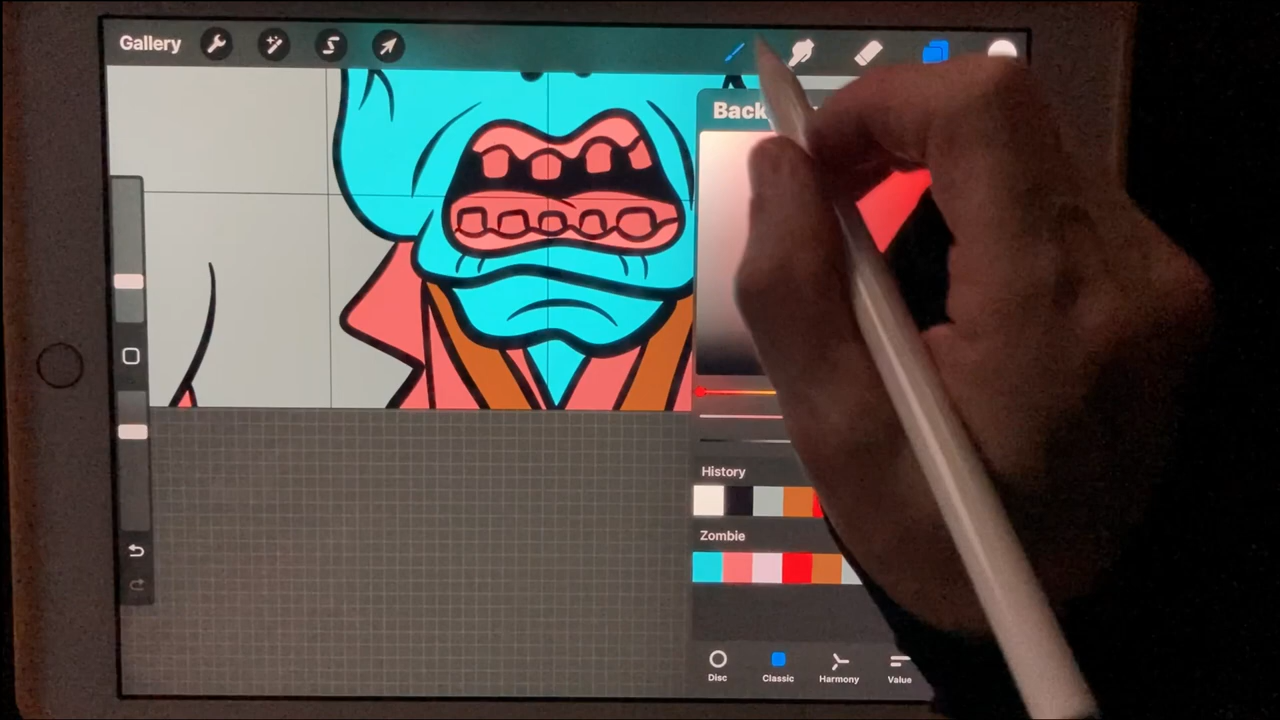 Gallery
Back
History
Zombie
Disc
Classic
Harmony
Value